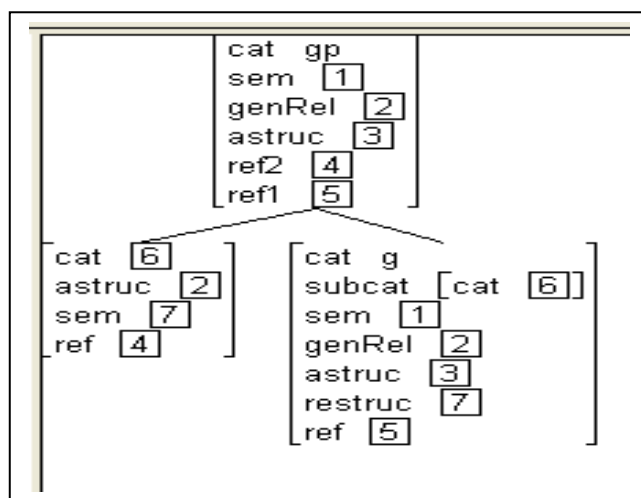 cat gp
sem 1
genRel 2
astruc 3
ref2 4
ref1 5
cat 6
astruc 2
sem 7
ref 4
cat g
subcat [cat 6]
sem 1
genRel 2
astruc 3
restruc 7
ref 5